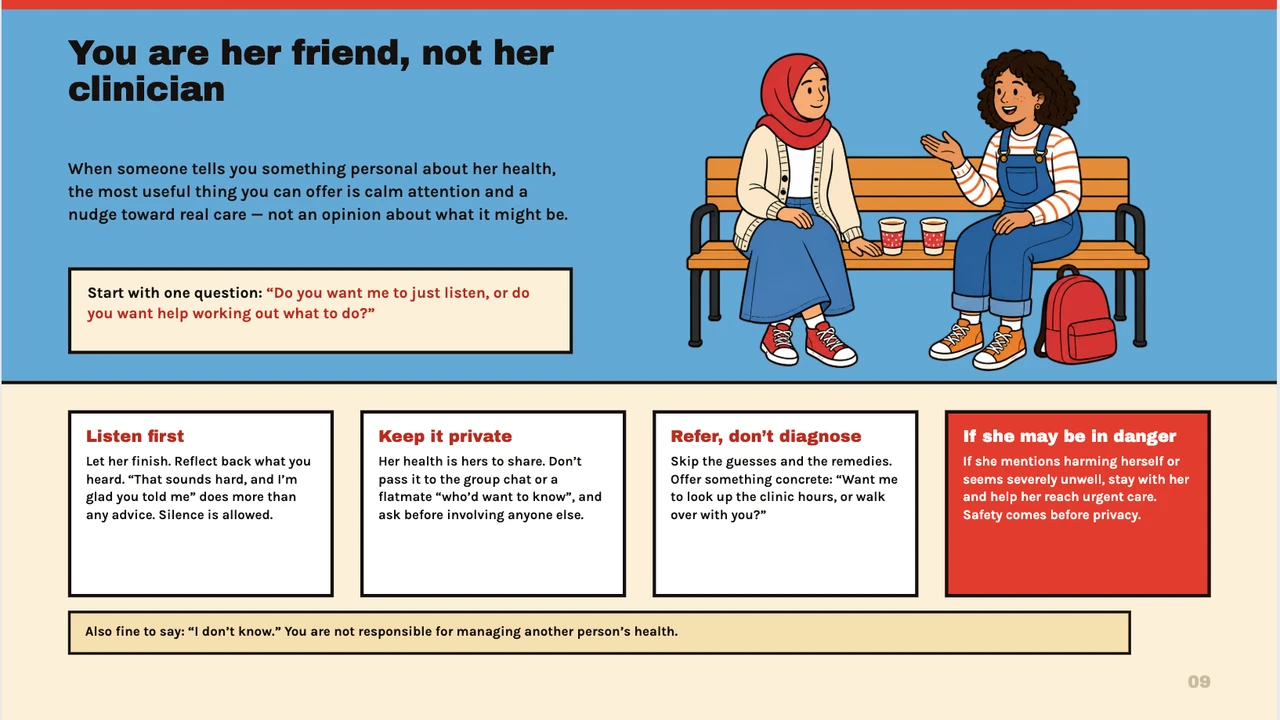 You are her friend, not her
clinician
When someone tells you something personal about her health,
the most useful thing you can offer is calm attention and a
nudge toward real care — not an opinion about what it might be.
Start with one question: “Do you want me to just listen, or do
you want help working out what to do?”
Listen first
Let her finish. Reflect back what you
heard. “That sounds hard, and I’m
glad you told me” does more than
any advice. Silence is allowed.
Keep it private
Her health is hers to share. Don’t
pass it to the group chat or a
flatmate “who’d want to know”, and
ask before involving anyone else.
Refer, don’t diagnose
Skip the guesses and the remedies.
Offer something concrete: “Want me
to look up the clinic hours, or walk
over with you?”
If she may be in danger
If she mentions harming herself or
seems severely unwell, stay with her
and help her reach urgent care.
Safety comes before privacy.
Also fine to say: “I don’t know.” You are not responsible for managing another person’s health.
09